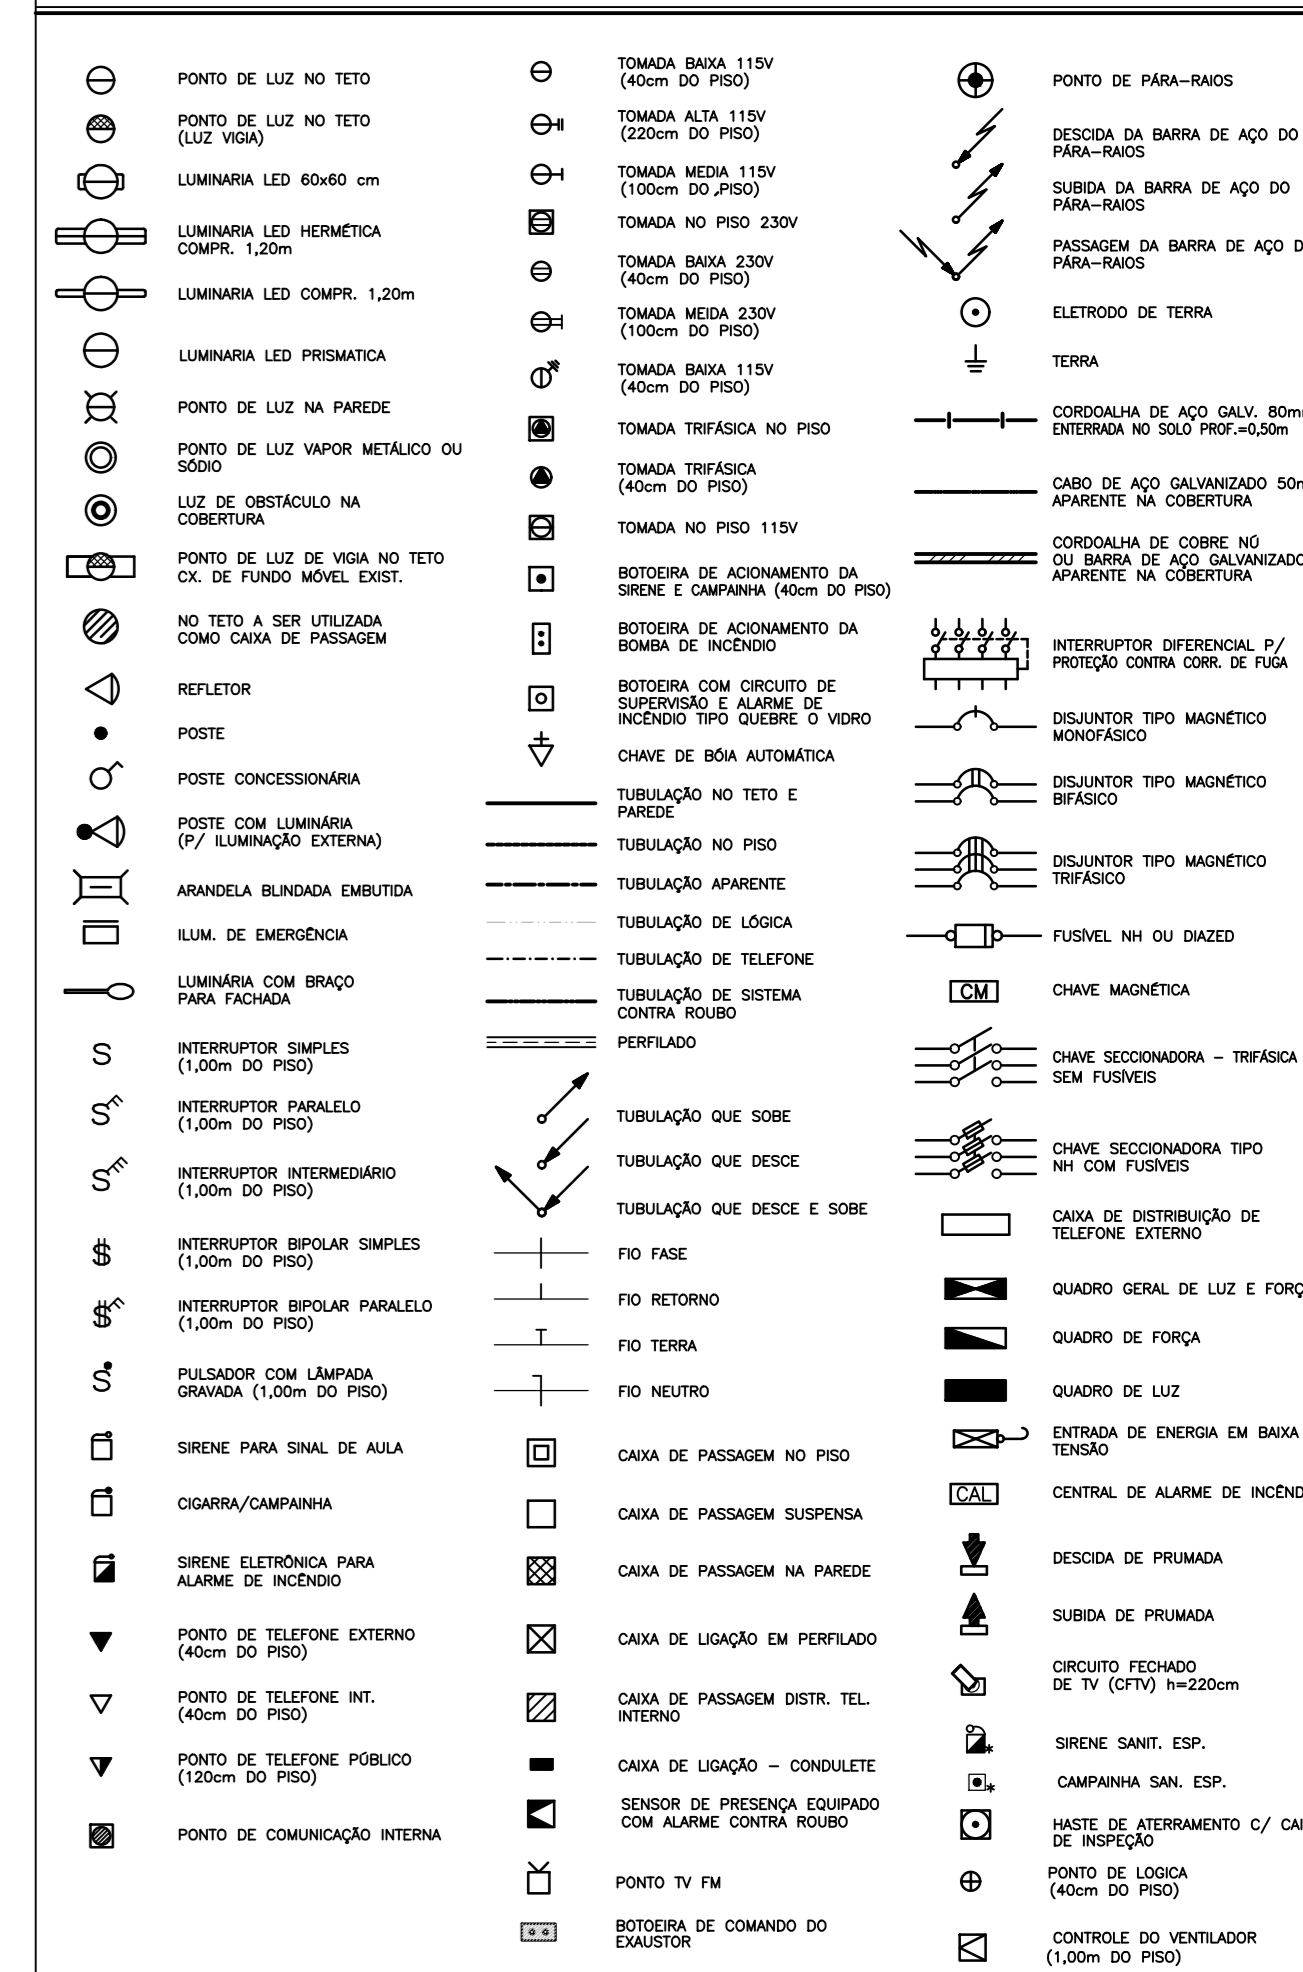 PONTO DE LUZ NO TETO
PONTO DE LUZ NO TETO
(LUZ VIGIA)
LUMINARIA LED 60x60 cm
LUMINARIA LED HERMÉTICA
COMPR. 1,20m
LUMINARIA LED COMPR. 1,20m
LUMINARIA LED PRISMATICA
PONTO DE LUZ NA PAREDE
PONTO DE LUZ VAPOR METÁLICO OU
SÓDIO
LUZ DE OBSTÁCULO NA
COBERTURA
PONTO DE LUZ DE VIGIA NO TETO
CX. DE FUNDO MÓVEL EXIST.
NO TETO A SER UTILIZADA
COMO CAIXA DE PASSAGEM
REFLETOR
POSTE
POSTE CONCESSIONÁRIA
POSTE COM LUMINÁRIA
(P/ ILUMINAÇÃO EXTERNA)
ARANDELA BLINDADA EMBUTIDA
ILUM. DE EMERGÊNCIA
LUMINÁRIA COM BRAÇO
PARA FACHADA
S INTERRUPTOR SIMPLES
(1,00m DO PISO)
S INTERRUPTOR PARALELO
(1,00m DO PISO)
S INTERRUPTOR INTERMEDIÁRIO
(1,00m DO PISO)
$ INTERRUPTOR BIPOLAR SIMPLES
(1,00m DO PISO)
$ INTERRUPTOR BIPOLAR PARALELO
(1,00m DO PISO)
S PULSADOR COM LÂMPADA
GRAVADA (1,00m DO PISO)
SIRENE PARA SINAL DE AULA
CIGARRA/CAMPAINHA
SIRENE ELETRÔNICA PARA
ALARME DE INCÊNDIO
PONTO DE TELEFONE EXTERNO
(40cm DO PISO)
PONTO DE TELEFONE INT.
(40cm DO PISO)
PONTO DE TELEFONE PÚBLICO
(120cm DO PISO)
PONTO DE COMUNICAÇÃO INTERNA
TOMADA BAIXA 115V
(40cm DO PISO)
TOMADA ALTA 115V
(220cm DO PISO)
TOMADA MEDIA 115V
(100cm DO ,PISO)
TOMADA NO PISO 230V
TOMADA BAIXA 230V
(40cm DO PISO)
TOMADA MEIDA 230V
(100cm DO PISO)
TOMADA BAIXA 115V
(40cm DO PISO)
TOMADA TRIFÁSICA NO PISO
TOMADA TRIFÁSICA
(40cm DO PISO)
TOMADA NO PISO 115V
BOTOEIRA DE ACIONAMENTO DA
SIRENE E CAMPAINHA (40cm DO PISO)
BOTOEIRA DE ACIONAMENTO DA
BOMBA DE INCÊNDIO
BOTOEIRA COM CIRCUITO DE
SUPERVISÃO E ALARME DE
INCÊNDIO TIPO QUEBRE O VIDRO
CHAVE DE BÓIA AUTOMÁTICA
TUBULAÇÃO NO TETO E
PAREDE
TUBULAÇÃO NO PISO
TUBULAÇÃO APARENTE
TUBULAÇÃO DE LÓGICA
TUBULAÇÃO DE TELEFONE
TUBULAÇÃO DE SISTEMA
CONTRA ROUBO
PERFILADO
TUBULAÇÃO QUE SOBE
TUBULAÇÃO QUE DESCE
TUBULAÇÃO QUE DESCE E SOBE
FIO FASE
FIO RETORNO
FIO TERRA
FIO NEUTRO
CAIXA DE PASSAGEM NO PISO
CAIXA DE PASSAGEM SUSPENSA
CAIXA DE PASSAGEM NA PAREDE
CAIXA DE LIGAÇÃO EM PERFILADO
CAIXA DE PASSAGEM DISTR. TEL.
INTERNO
CAIXA DE LIGAÇÃO – CONDULETE
SENSOR DE PRESENÇA EQUIPADO
COM ALARME CONTRA ROUBO
PONTO TV FM
BOTOEIRA DE COMANDO DO
EXAUSTOR
PONTO DE PÁRA–RAIOS
DESCIDA DA BARRA DE AÇO DO
PÁRA–RAIOS
SUBIDA DA BARRA DE AÇO DO
PÁRA–RAIOS
PASSAGEM DA BARRA DE AÇO
PÁRA–RAIOS
ELETRODO DE TERRA
TERRA
CORDOALHA DE AÇO GALV.
ENTERRADA NO SOLO PROF.=0,50m
CABO DE AÇO GALVANIZADO
APARENTE NA COBERTURA
CORDOALHA DE COBRE NÚ
OU BARRA DE AÇO GALVANIZADO
APARENTE NA COBERTURA
INTERRUPTOR DIFERENCIAL P/
PROTEÇÃO CONTRA CORR. DE FUGA
DISJUNTOR TIPO MAGNÉTICO
MONOFÁSICO
DISJUNTOR TIPO MAGNÉTICO
BIFÁSICO
DISJUNTOR TIPO MAGNÉTICO
TRIFÁSICO
FUSÍVEL NH OU DIAZED
CM CHAVE MAGNÉTICA
CHAVE SECCIONADORA – TRIFÁSICA
SEM FUSÍVEIS
CHAVE SECCIONADORA TIPO
NH COM FUSÍVEIS
CAIXA DE DISTRIBUIÇÃO DE
TELEFONE EXTERNO
QUADRO GERAL DE LUZ E
QUADRO DE FORÇA
QUADRO DE LUZ
ENTRADA DE ENERGIA EM BAIXA
TENSÃO
CAL CENTRAL DE ALARME DE
DESCIDA DE PRUMADA
SUBIDA DE PRUMADA
CIRCUITO FECHADO
DE TV (CFTV) h=220cm
SIRENE SANIT. ESP.
CAMPAINHA SAN. ESP.
HASTE DE ATERRAMENTO C/
DE INSPEÇÃO
PONTO DE LOGICA
(40cm DO PISO)
CONTROLE DO VENTILADOR
(1,00m DO PISO)